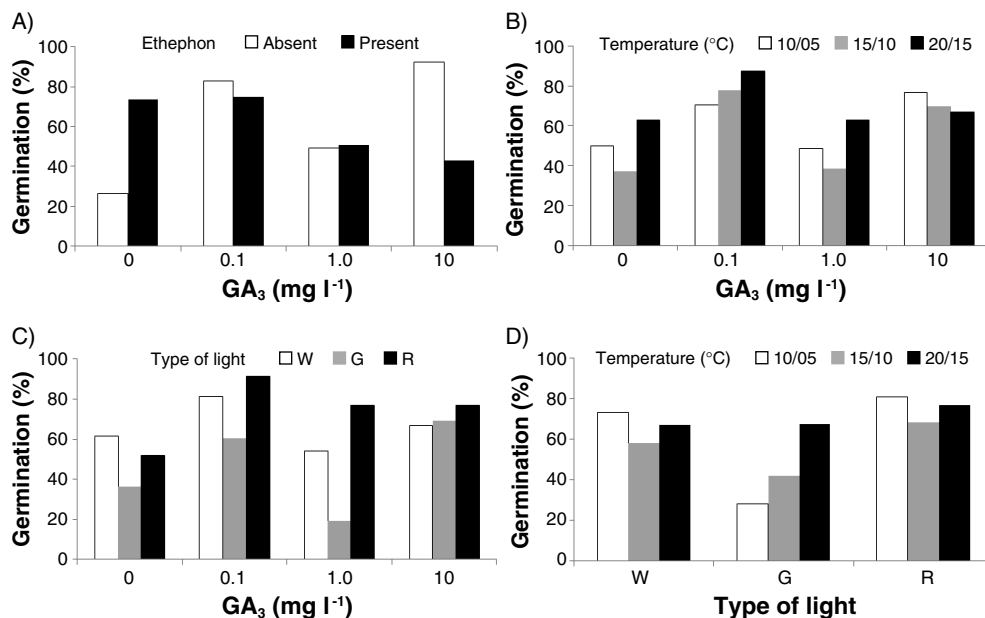 A)
Ethephon Absent Present
Germination (%)
100
80
60
40
20
0
0 0.1 1.0 10
GA₃ (mg l⁻¹)
B)
Temperature (°C) 10/05 15/10 20/15
Germination (%)
100
80
60
40
20
0
0 0.1 1.0 10
GA₃ (mg l⁻¹)
C)
Type of light W G R
Germination (%)
100
80
60
40
20
0
0 0.1 1.0 10
GA₃ (mg l⁻¹)
D)
Temperature (°C) 10/05 15/10 20/15
Germination (%)
100
80
60
40
20
0
W G R
Type of light